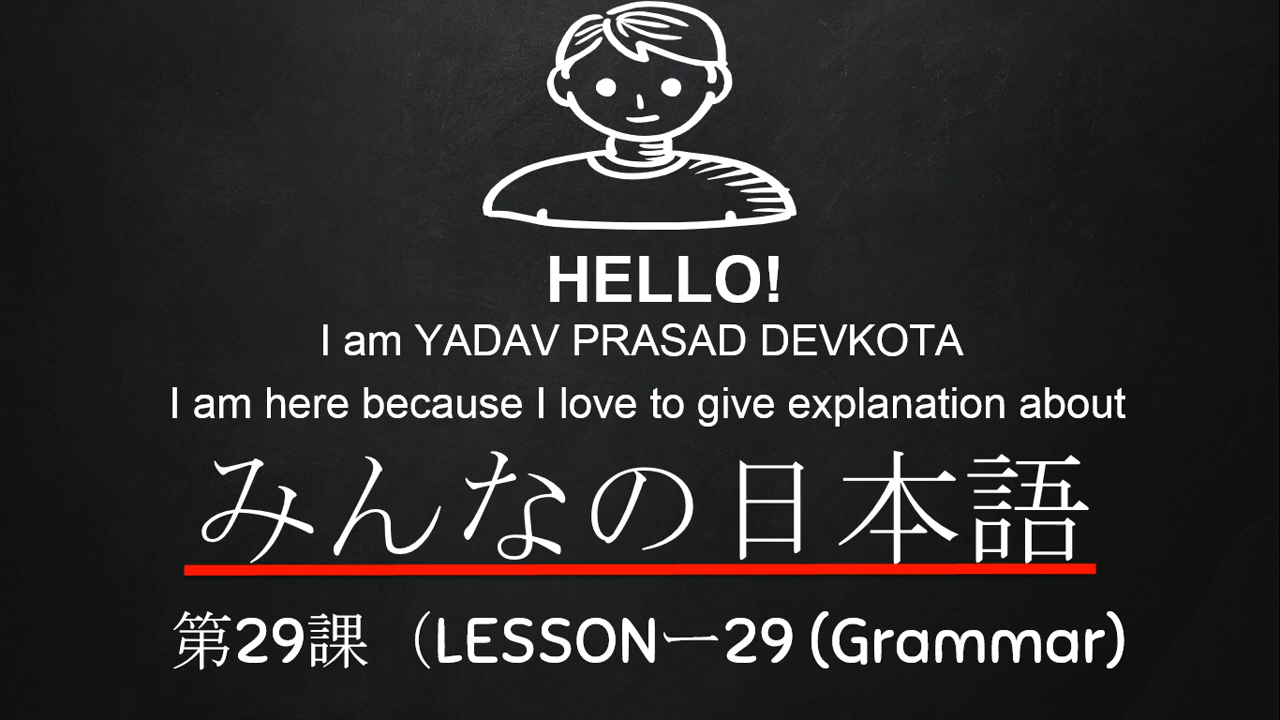 HELLO!
I am YADAV PRASAD DEVKOTA
I am here because I love to give explanation about
みんなの日本語
第29課 （LESSONー29 (Grammar)